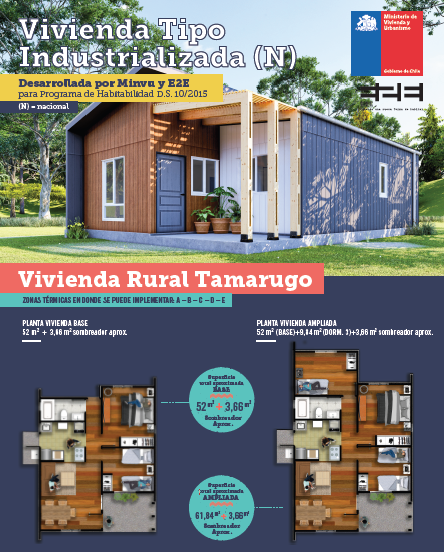 Vivienda Tipo
Industrializada (N)
Ministerio de
Vivienda y
Urbanismo
Gobierno de Chile
Desarrollada por Minvu y E2E
para Programa de Habitabilidad D.S. 10/2015
(N) = nacional
Vivienda Rural Tamarugo
ZONAS TÉRMICAS EN DONDE SE PUEDE IMPLEMENTAR: A – B – C – D – E
PLANTA VIVIENDA BASE
52 m² + 3,66 m² sombreador aprox.
PLANTA VIVIENDA AMPLIADA
52 m² (BASE)+9,84 m² (DORM. 3)+3,66 m² sombreador aprox.
Superficie
total aproximada
BASE
52 m² + 3,66 m²
Sombreador
Aprox.
Superficie
total aproximada
AMPLIADA
61,84 m² + 3,66 m²
Sombreador
Aprox.